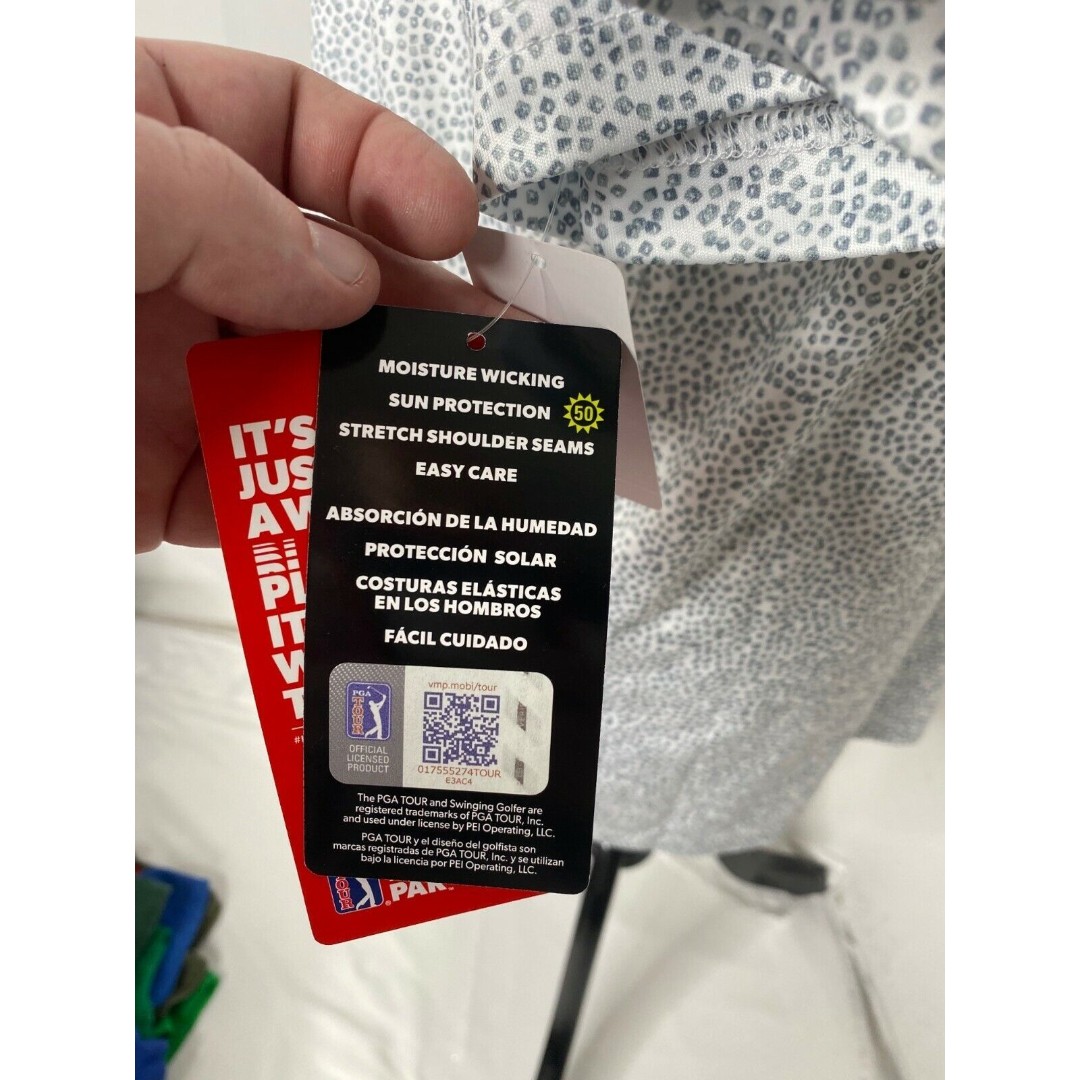 MOISTURE WICKING
SUN PROTECTION 50
STRETCH SHOULDER SEAMS
EASY CARE
ABSORCIÓN DE LA HUMEDAD
PROTECCIÓN SOLAR
COSTURAS ELÁSTICAS
EN LOS HOMBROS
FÁCIL CUIDADO
vmp.mobi/tour
PGA
TOUR
OFFICIAL
LICENSED
PRODUCT
017555274TOUR
E3AC4
The PGA TOUR and Swinging Golfer are
registered trademarks of PGA TOUR, Inc.
and used under license by PEI Operating, LLC.
PGA TOUR y el diseño del golfista son
marcas registradas de PGA TOUR, Inc. y se utilizan
bajo la licencia por PEI Operating, LLC.
IT'S
JUS
A W
PL
IT
W
T
TOUR
PAR